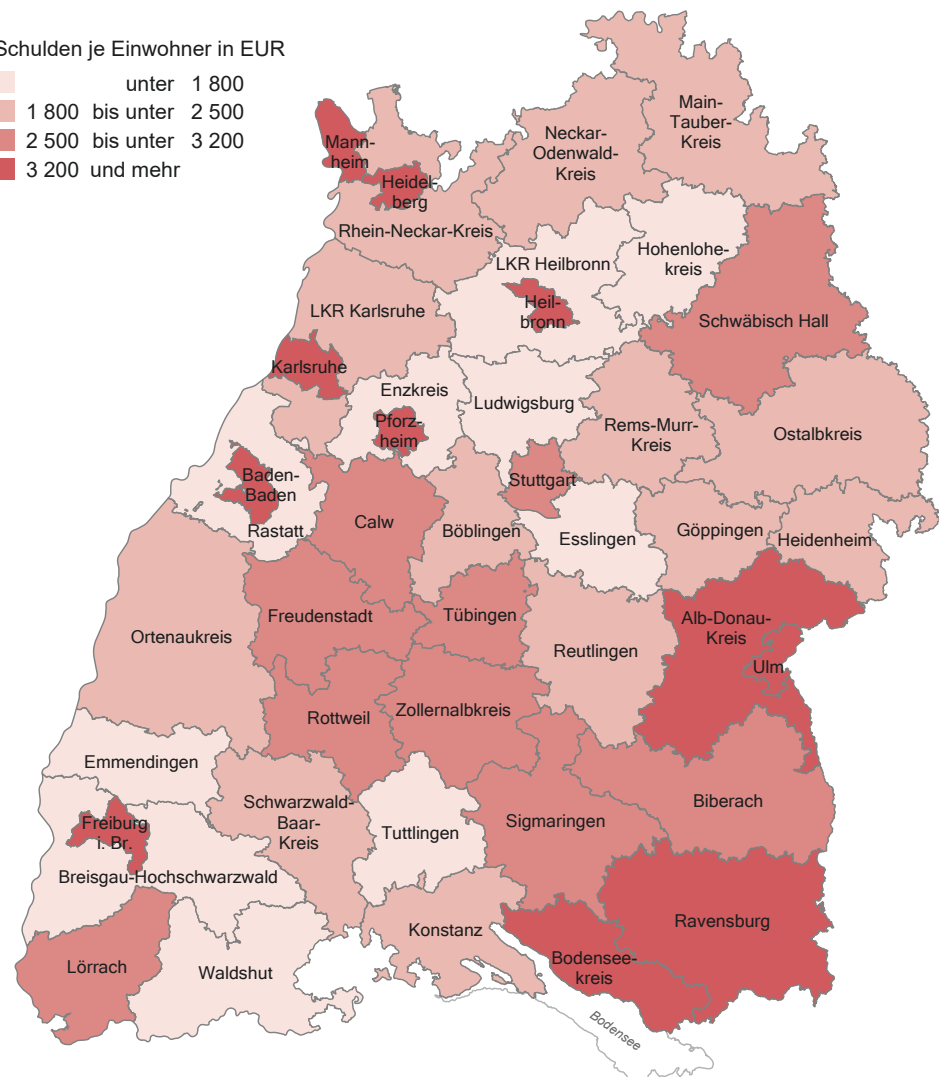 Schulden je Einwohner in EUR
unter 1 800
1 800 bis unter 2 500
2 500 bis unter 3 200
3 200 und mehr
Main-
Tauber-
Kreis
Neckar-
Odenwald-
Kreis
Mann-
heim
Heidel-
berg
Rhein-Neckar-Kreis
Hohenlohe-
kreis
LKR Heilbronn
Heil-
bronn
LKR Karlsruhe
Schwäbisch Hall
Karlsruhe
Enzkreis
Ludwigsburg
Pforz-
heim
Rems-Murr-
Kreis
Ostalbkreis
Baden-
Baden
Stuttgart
Rastatt
Calw
Böblingen
Esslingen
Göppingen
Heidenheim
Freudenstadt
Tübingen
Alb-Donau-
Kreis
Ortenaukreis
Reutlingen
Ulm
Rottweil
Zollernalbkreis
Emmendingen
Schwarzwald-
Baar-
Kreis
Biberach
Freiburg
i. Br.
Tuttlingen
Sigmaringen
Breisgau-Hochschwarzwald
Ravensburg
Konstanz
Lörrach
Waldshut
Bodensee-
kreis
Bodensee